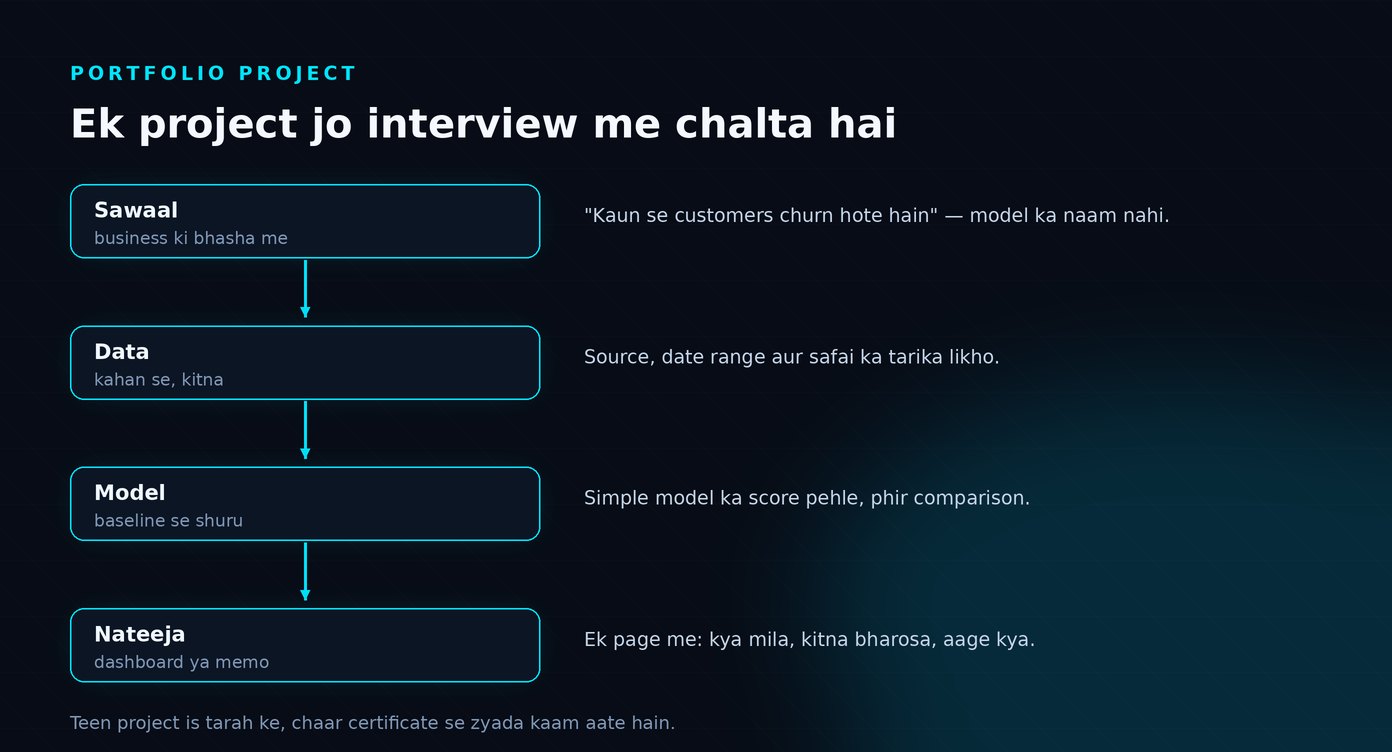 PORTFOLIO PROJECT
Ek project jo interview me chalta hai
Sawaal
business ki bhasha me
"Kaun se customers churn hote hain" — model ka naam nahi.
Data
kahan se, kitna
Source, date range aur safai ka tarika likho.
Model
baseline se shuru
Simple model ka score pehle, phir comparison.
Nateeja
dashboard ya memo
Ek page me: kya mila, kitna bharosa, aage kya.
Teen project is tarah ke, chaar certificate se zyada kaam aate hain.